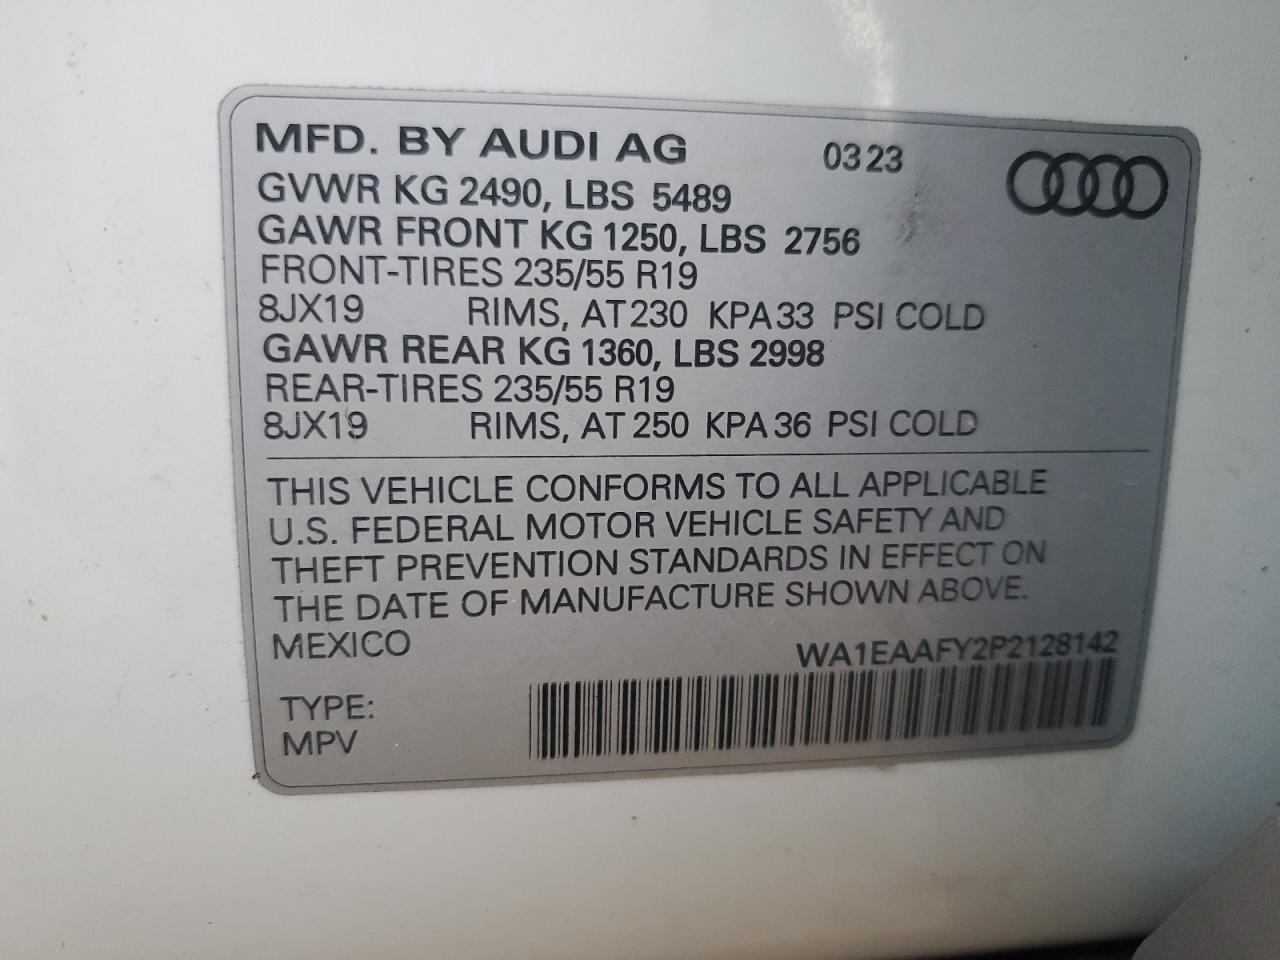 MFD. BY AUDI AG 0323
GVWR KG 2490, LBS 5489
GAWR FRONT KG 1250, LBS 2756
FRONT-TIRES 235/55 R19
8JX19 RIMS, AT 230 KPA 33 PSI COLD
GAWR REAR KG 1360, LBS 2998
REAR-TIRES 235/55 R19
8JX19 RIMS, AT 250 KPA 36 PSI COLD
THIS VEHICLE CONFORMS TO ALL APPLICABLE
U.S. FEDERAL MOTOR VEHICLE SAFETY AND
THEFT PREVENTION STANDARDS IN EFFECT ON
THE DATE OF MANUFACTURE SHOWN ABOVE.
MEXICO WA1EAAFY2P2128142
TYPE:
MPV